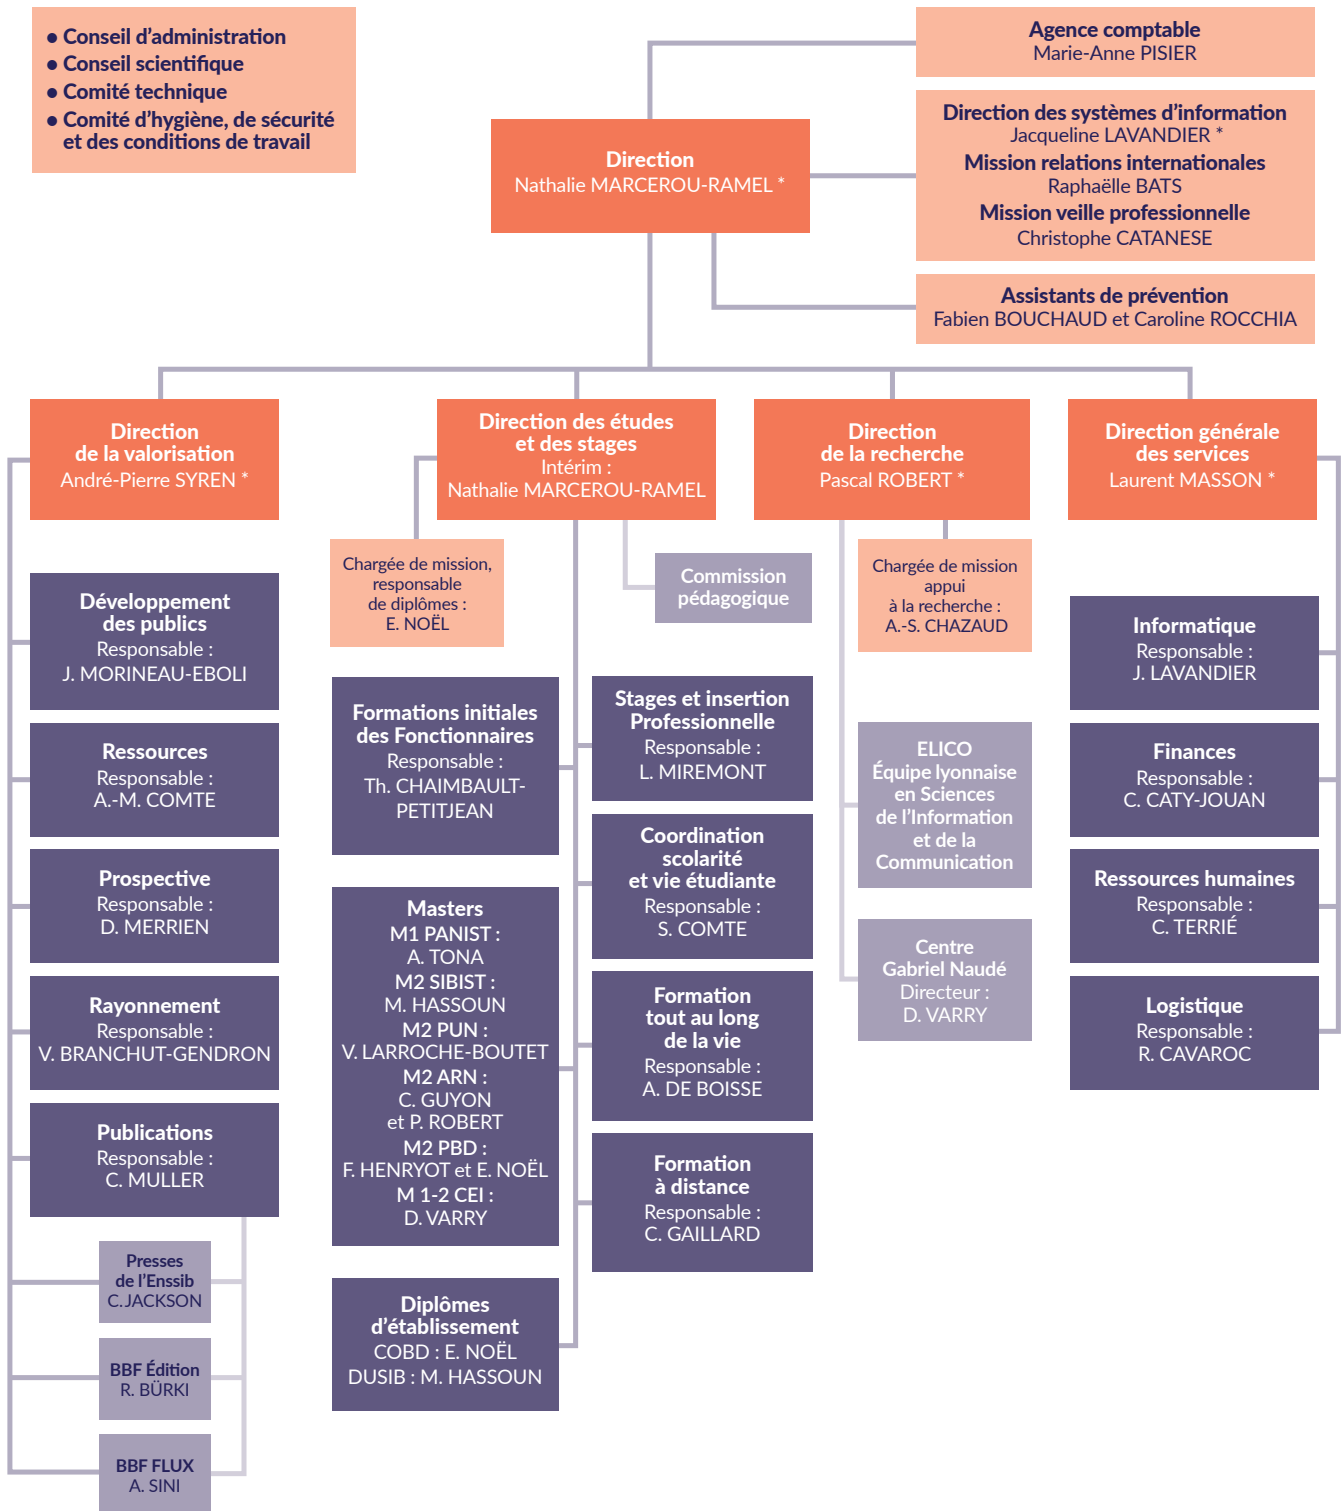 ● Conseil d’administration
● Conseil scientifique
● Comité technique
● Comité d’hygiène, de sécurité
et des conditions de travail
Agence comptable
Marie-Anne PISIER
Direction des systèmes d’information
Jacqueline LAVANDIER *
Mission relations internationales
Raphaëlle BATS
Mission veille professionnelle
Christophe CATANESE
Direction
Nathalie MARCEROU-RAMEL *
Assistants de prévention
Fabien BOUCHAUD et Caroline ROCCHIA
Direction
de la valorisation
André-Pierre SYREN *
Direction des études
et des stages
Intérim :
Nathalie MARCEROU-RAMEL
Direction
de la recherche
Pascal ROBERT *
Direction générale
des services
Laurent MASSON *
Développement
des publics
Responsable :
J. MORINEAU-EBOLI
Ressources
Responsable :
A.-M. COMTE
Prospective
Responsable :
D. MERRIEN
Rayonnement
Responsable :
V. BRANCHUT-GENDRON
Publications
Responsable :
C. MULLER
Presses
de l’Enssib
C. JACKSON
BBF Édition
R. BÜRKI
BBF FLUX
A. SINI
Chargée de mission,
responsable
de diplômes :
E. NOËL
Commission
pédagogique
Formations initiales
des Fonctionnaires
Responsable :
Th. CHAIMBAULT-
PETITJEAN
Masters
M1 PANIST :
A. TONA
M2 SIBIST :
M. HASSOUN
M2 PUN :
V. LARROCHE-BOUTET
M2 ARN :
C. GUYON
et P. ROBERT
M2 PBD :
F. HENRYOT et E. NOËL
M 1-2 CEI :
D. VARRY
Diplômes
d’établissement
COBD : E. NOËL
DUSIB : M. HASSOUN
Stages et insertion
Professionnelle
Responsable :
L. MIREMONT
Coordination
scolarité
et vie étudiante
Responsable :
S. COMTE
Formation
tout au long
de la vie
Responsable :
A. DE BOISSE
Formation
à distance
Responsable :
C. GAILLARD
Chargée de mission
appui
à la recherche :
A.-S. CHAZAUD
ELICO
Équipe lyonnaise
en Sciences
de l’Information
et de la
Communication
Centre
Gabriel Naudé
Directeur :
D. VARRY
Informatique
Responsable :
J. LAVANDIER
Finances
Responsable :
C. CATY-JOUAN
Ressources humaines
Responsable :
C. TERRIÉ
Logistique
Responsable :
R. CAVAROC